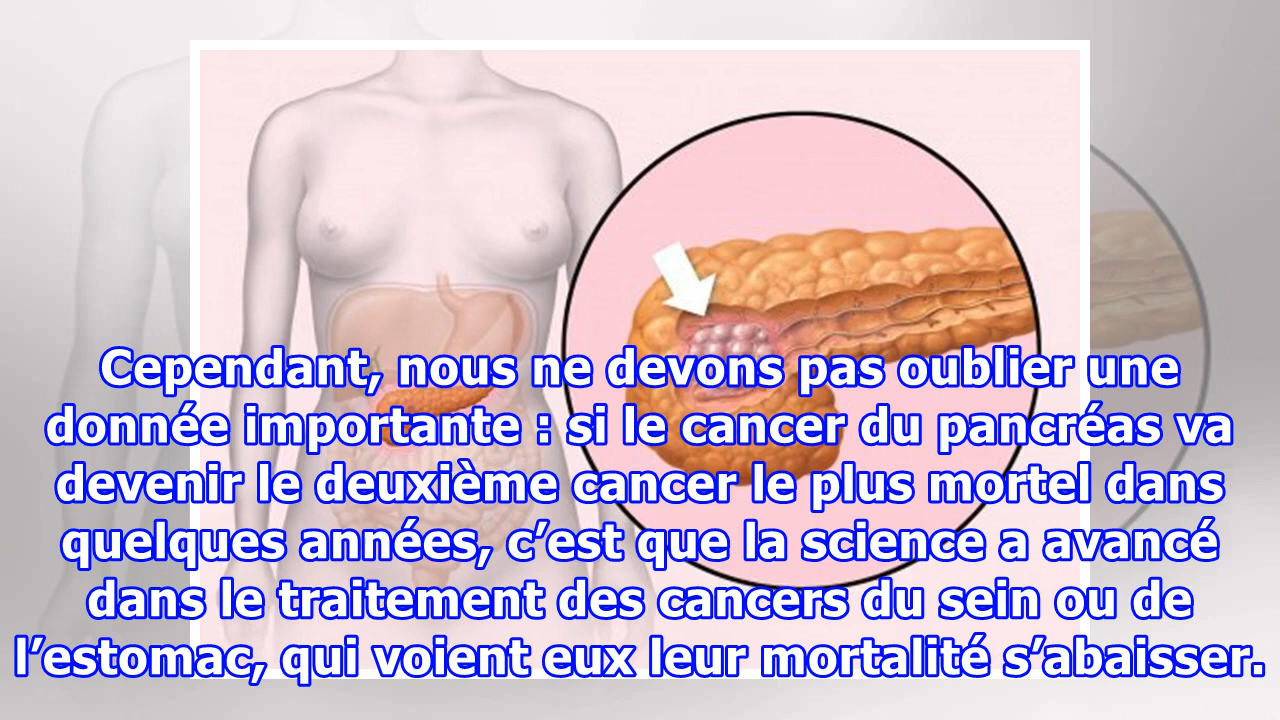 Cependant, nous ne devons pas oublier une
donnée importante : si le cancer du pancréas va
devenir le deuxième cancer le plus mortel dans
quelques années, c’est que la science a avancé
dans le traitement des cancers du sein ou de
l’estomac, qui voient eux leur mortalité s’abaisser.